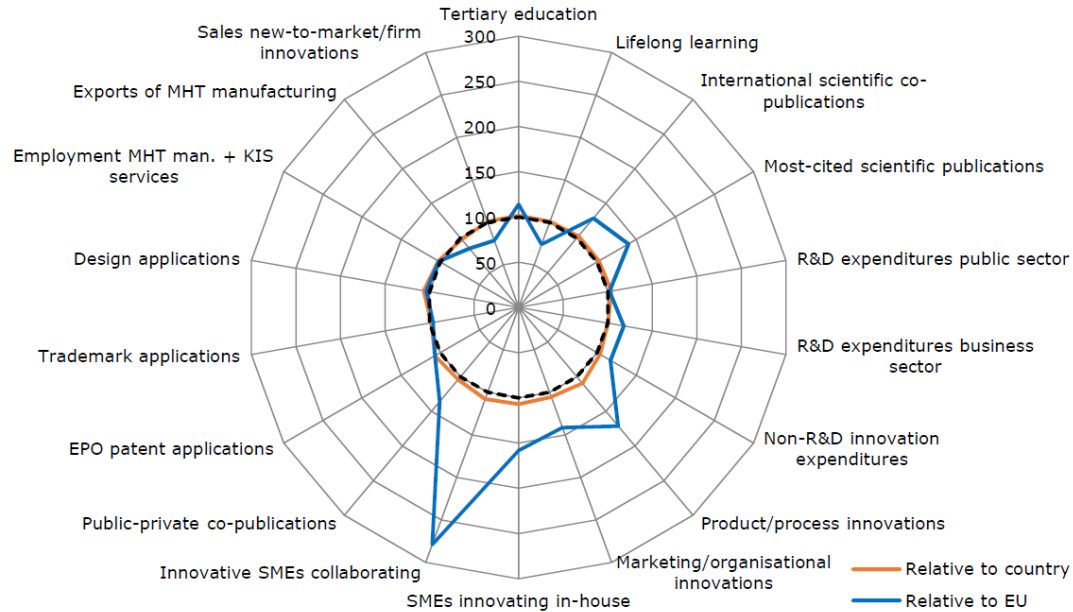 Tertiary education
Lifelong learning
International scientific co-
publications
Most-cited scientific publications
R&D expenditures public sector
R&D expenditures business
sector
Non-R&D innovation
expenditures
Product/process innovations
Marketing/organisational
innovations
SMEs innovating in-house
Innovative SMEs collaborating
Public-private co-publications
EPO patent applications
Trademark applications
Design applications
Employment MHT man. + KIS
services
Exports of MHT manufacturing
Sales new-to-market/firm
innovations
300
250
200
150
100
50
0
Relative to country
Relative to EU